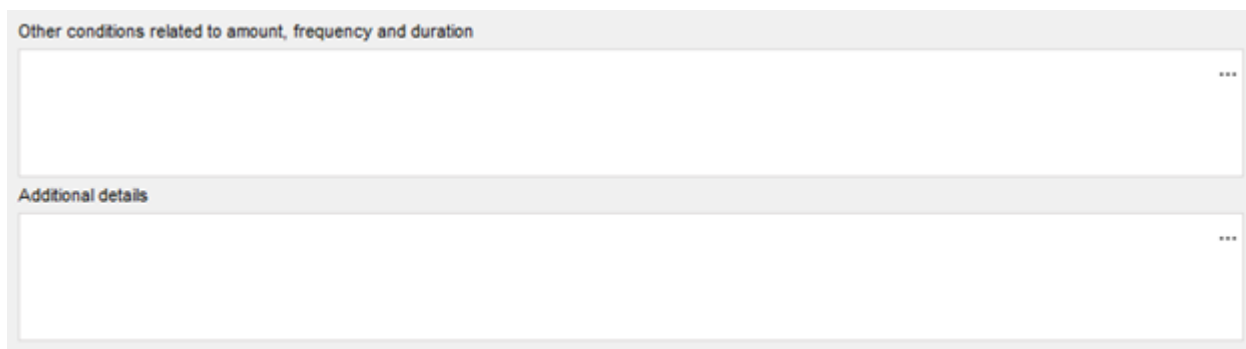 Other conditions related to amount, frequency and duration
...
Additional details
...